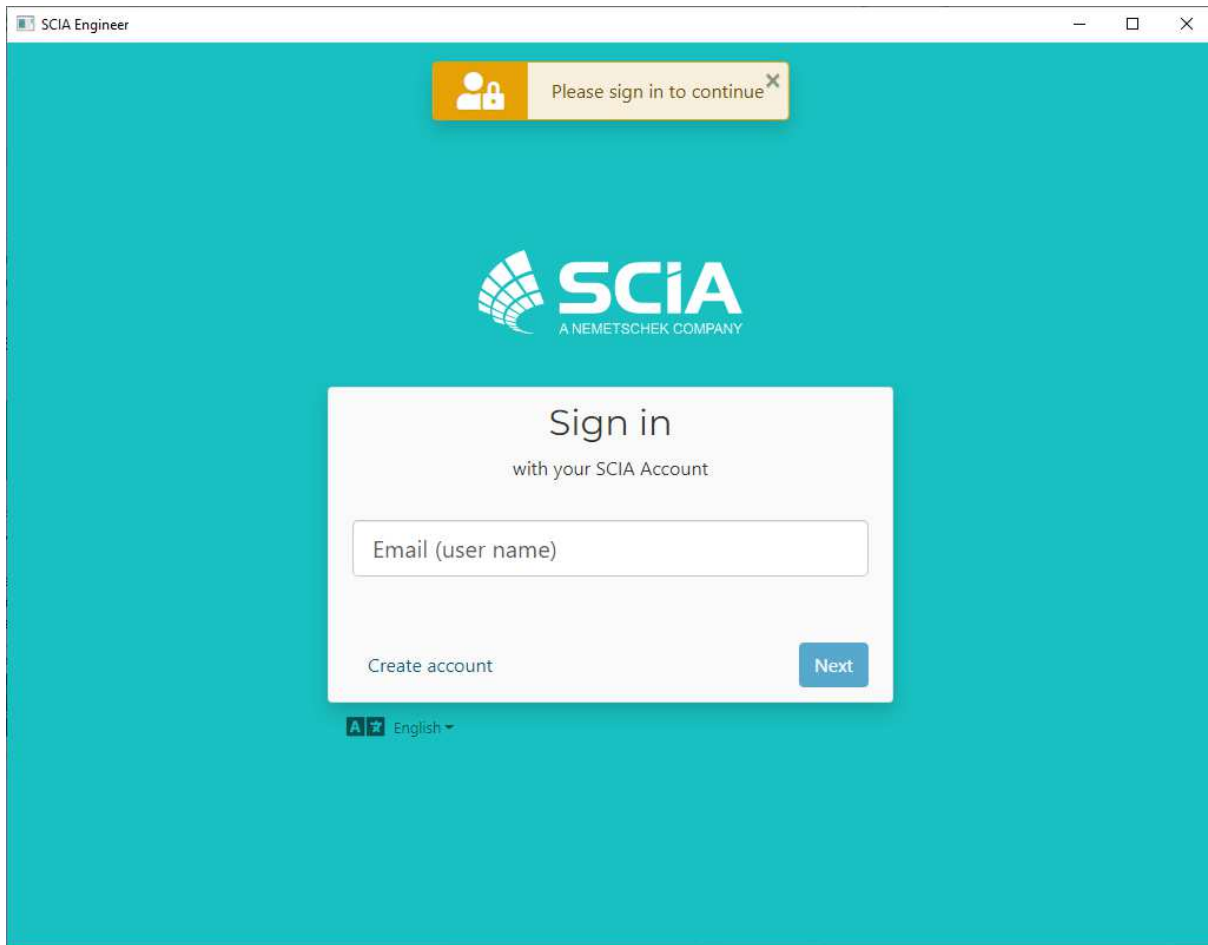 SCIA Engineer
Please sign in to continue
SCiA
A NEMETSCHEK COMPANY
Sign in
with your SCIA Account
Email (user name)
Create account
Next
English